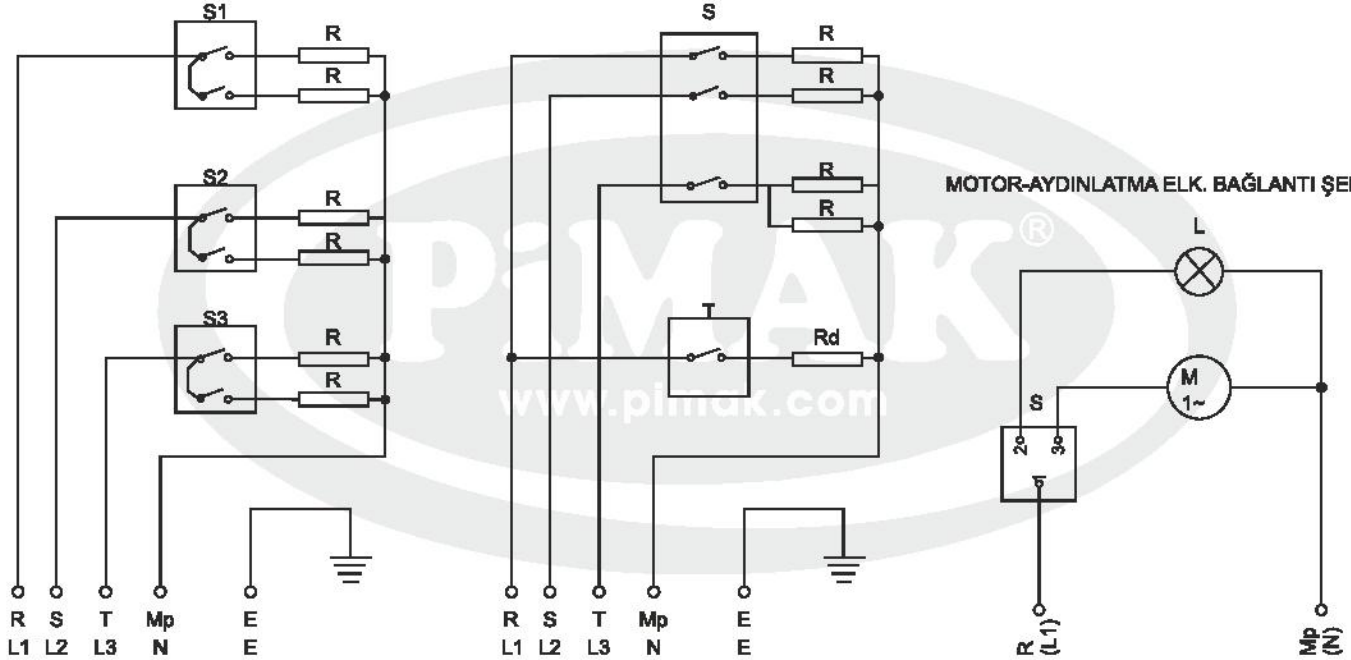 S1
R
R
S2
R
R
S3
R
R
R S T Mp E
L1 L2 L3 N E
S
R
R
R
R
T
Rd
R S T Mp E
L1 L2 L3 N E
PiMAK®
www.pimak.com
MOTOR-AYDINLATMA ELK. BAĞLANTI ŞE
L
M
1~
S
2 3
1
R
(L1)
Mp
(N)